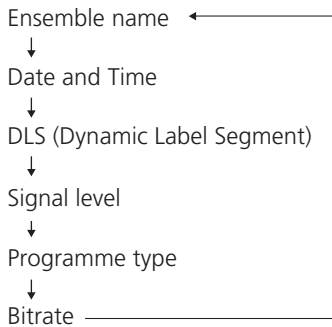 Ensemble name
Date and Time
DLS (Dynamic Label Segment)
Signal level
Programme type
Bitrate